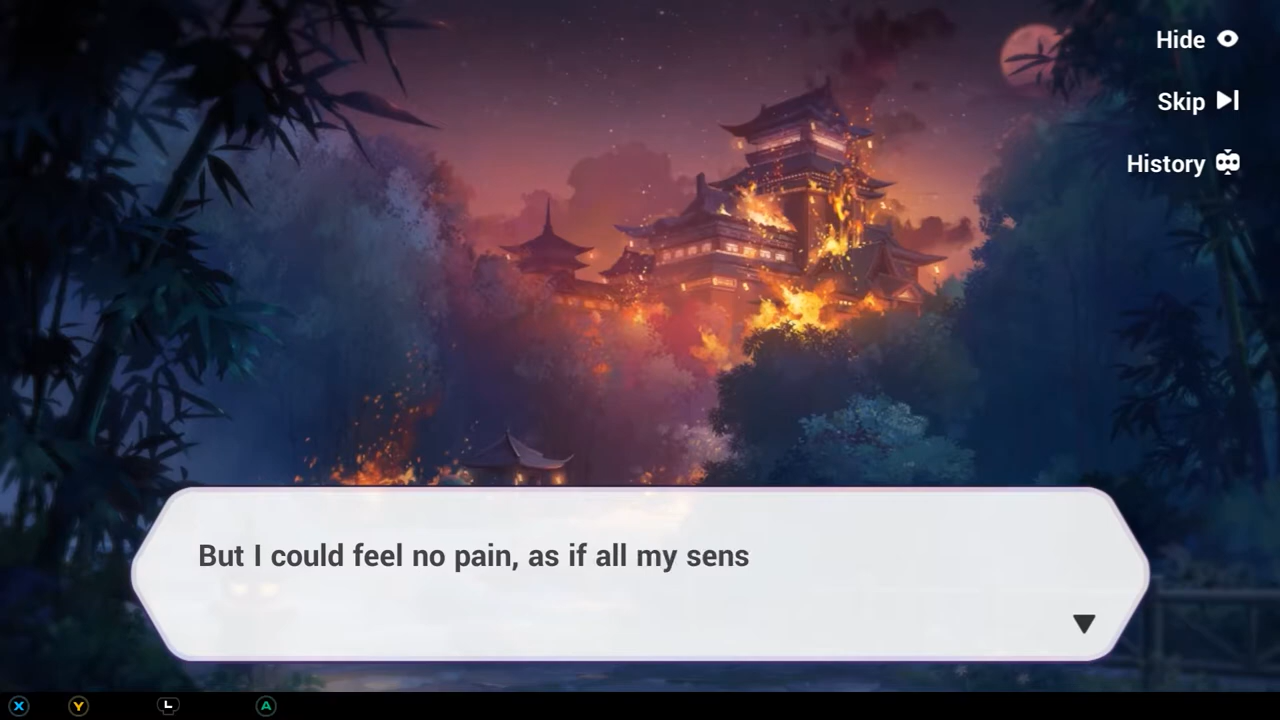 Hide
Skip
History
But I could feel no pain, as if all my sens
X
Y
L
A